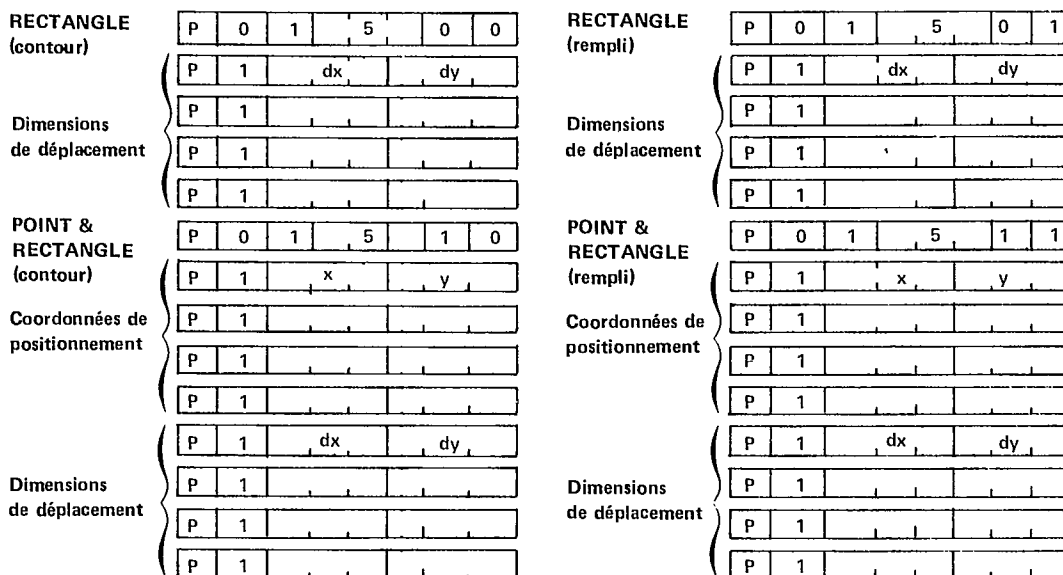 RECTANGLE
(contour)
P 0 1 5 0 0
P 1 dx dy
P 1
Dimensions
de déplacement
P 1
P 1
POINT &
RECTANGLE
(contour)
P 0 1 5 1 0
P 1 x y
Coordonnées de
positionnement
P 1
P 1
P 1
P 1 dx dy
Dimensions
de déplacement
P 1
P 1
P 1
RECTANGLE
(rempli)
P 0 1 5 0 1
P 1 dx dy
P 1
Dimensions
de déplacement
P 1
P 1
POINT &
RECTANGLE
(rempli)
P 0 1 5 1 1
P 1 x y
Coordonnées de
positionnement
P 1
P 1
P 1
P 1 dx dy
Dimensions
de déplacement
P 1
P 1
P 1